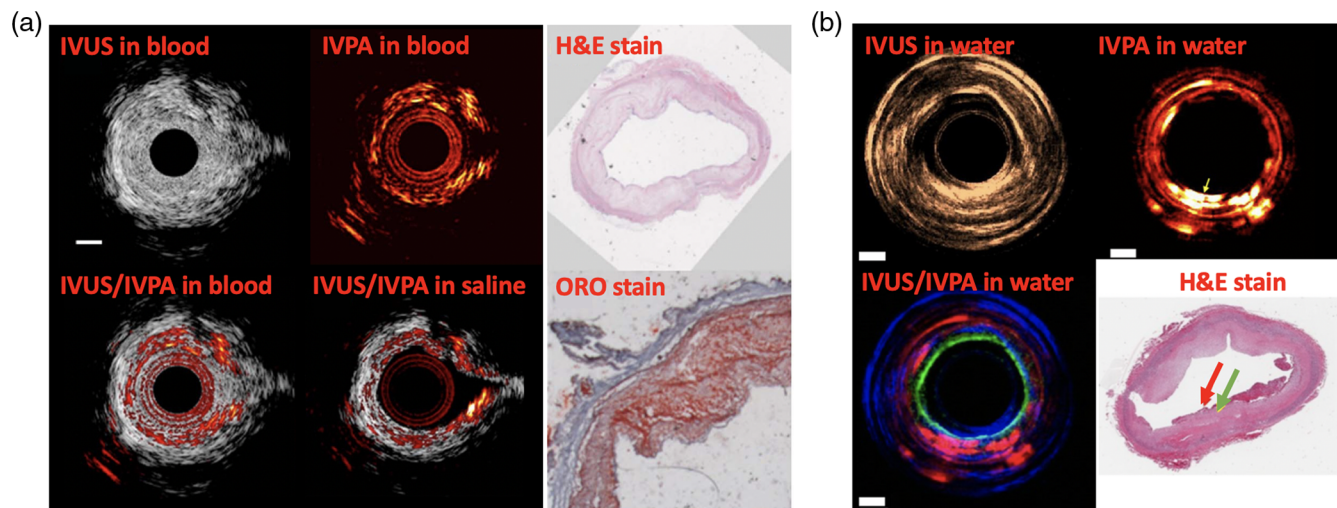 (a)
IVUS in blood
IVPA in blood
H&E stain
IVUS/IVPA in blood
IVUS/IVPA in saline
ORO stain
(b)
IVUS in water
IVPA in water
IVUS/IVPA in water
H&E stain